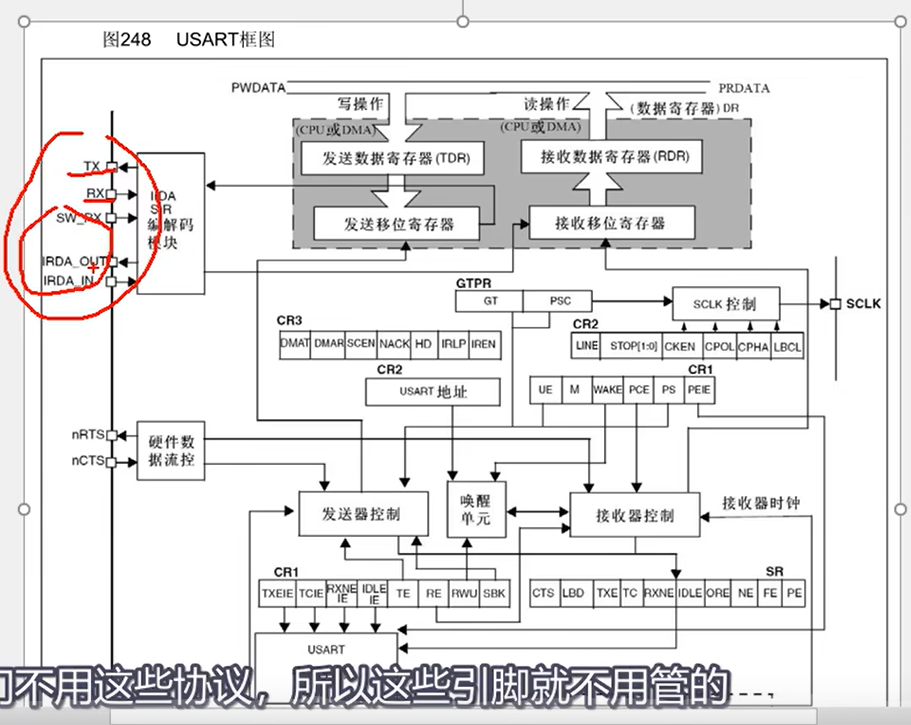 图248 USART框图
PWDATA
PRDATA
写操作
读操作
(数据寄存器)DR
(CPU或DMA)
(CPU或DMA)
发送数据寄存器(TDR)
接收数据寄存器(RDR)
TX
RX
SW_RX
IRDA_OUT
IRDA_IN
IRDA
SIR
编解码
模块
发送移位寄存器
接收移位寄存器
GTPR
GT PSC
SCLK 控制
SCLK
CR3
DMAT DMAR SCEN NACK HD IRLP IREN
CR2
LINE STOP[1:0] CKEN CPOL CPHA LBCL
CR2
USART 地址
CR1
UE M WAKE PCE PS PEIE
nRTS
nCTS
硬件数
据流控
发送器控制
唤醒
单元
接收器控制
接收器时钟
CR1
TXEIE TCIE RXNE IE IDLE IE TE RE RWU SBK
SR
CTS LBD TXE TC RXNE IDLE ORE NE FE PE
USART
不用这些协议，所以这些引脚就不用管的